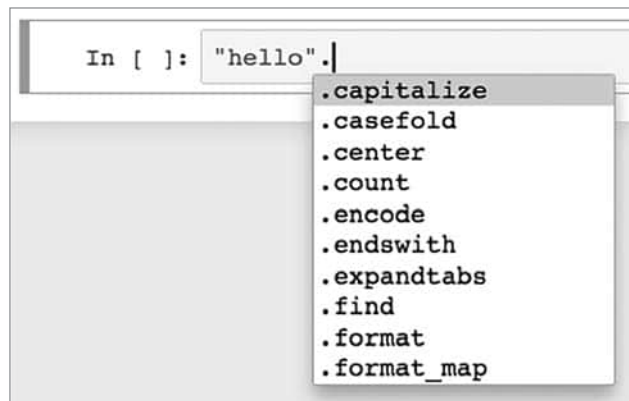 In [ ]: "hello".
.capitalize
.casefold
.center
.count
.encode
.endswith
.expandtabs
.find
.format
.format_map